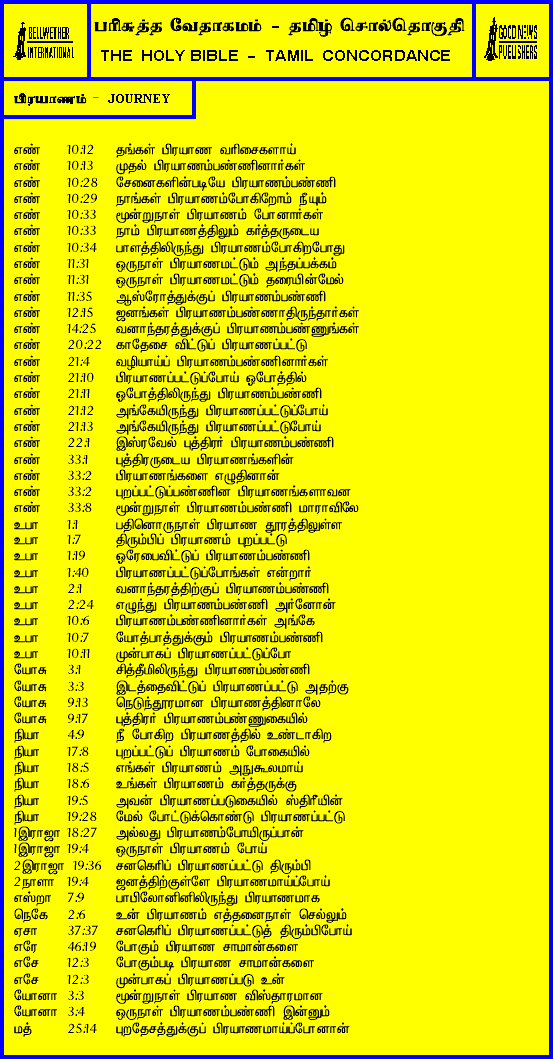 BELLWETHER
INTERNATIONAL
பரிசுத்த வேதாகமம் - தமிழ் சொல்தொகுதி
THE HOLY BIBLE - TAMIL CONCORDANCE
GOOD NEWS
PUBLISHERS
பிரயாணம் - JOURNEY
எண் 10:12 தங்கள் பிரயாண வரிசைகளாய்
எண் 10:13 முதல் பிரயாணம்பண்ணினார்கள்
எண் 10:28 சேனைகளின்படியே பிரயாணம்பண்ணி
எண் 10:29 நாங்கள் பிரயாணம்போகிறோம் நீயும்
எண் 10:33 மூன்றுநாள் பிரயாணம் போனார்கள்
எண் 10:33 நாம் பிரயாணத்திலும் கர்த்தருடைய
எண் 10:34 பாளத்திலிருந்து பிரயாணம்போகிறபோது
எண் 11:31 ஒருநாள் பிரயாணமட்டும் அந்தப்பக்கம்
எண் 11:31 ஒருநாள் பிரயாணமட்டும் தரையின்மேல்
எண் 11:35 ஆஸ்ரோத்துக்குப் பிரயாணம்பண்ணி
எண் 12:15 ஜனங்கள் பிரயாணம்பண்ணாதிருந்தார்கள்
எண் 14:25 வனாந்தரத்துக்குப் பிரயாணம்பண்ணுங்கள்
எண் 20:22 காதேசை விட்டுப் பிரயாணப்பட்டு
எண் 21:4 வழியாய்ப் பிரயாணம்பண்ணினார்கள்
எண் 21:10 பிரயாணப்பட்டுப்போய் ஓபோத்தில்
எண் 21:11 ஓபோத்திலிருந்து பிரயாணம்பண்ணி
எண் 21:12 அங்கேயிருந்து பிரயாணப்பட்டுப்போய்
எண் 21:13 அங்கேயிருந்து பிரயாணப்பட்டுபோய்
எண் 22:1 இஸ்ரவேல் புத்திரர் பிரயாணம்பண்ணி
எண் 33:1 புத்திரருடைய பிரயாணங்களின்
எண் 33:2 பிரயாணங்களை எழுதினான்
எண் 33:2 புறப்பட்டுப்பண்ணின பிரயாணங்களாவன
எண் 33:8 மூன்றுநாள் பிரயாணம்பண்ணி மாராவிலே
உபா 1:1 பதினொருநாள் பிரயாண தூரத்திலுள்ள
உபா 1:7 திரும்பிப் பிரயாணம் புறப்பட்டு
உபா 1:19 ஓரேபைவிட்டுப் பிரயாணம்பண்ணி
உபா 1:40 பிரயாணப்பட்டுப்போங்கள் என்றார்
உபா 2:1 வனாந்தரத்திற்குப் பிரயாணம்பண்ணி
உபா 2:24 எழுந்து பிரயாணம்பண்ணி அர்னோன்
உபா 10:6 பிரயாணம்பண்ணினார்கள் அங்கே
உபா 10:7 யோத்பாத்துக்கும் பிரயாணம்பண்ணி
உபா 10:11 முன்பாகப் பிரயாணப்பட்டுப்போ
யோசு 3:1 சித்தீமிலிருந்து பிரயாணம்பண்ணி
யோசு 3:3 இடத்தைவிட்டுப் பிரயாணப்பட்டு அதற்கு
யோசு 9:13 நெடுந்தூரமான பிரயாணத்தினாலே
யோசு 9:17 புத்திரர் பிரயாணம்பண்ணுகையில்
நியா 4:9 நீ போகிற பிரயாணத்தில் உண்டாகிற
நியா 17:8 புறப்பட்டுப் பிரயாணம் போகையில்
நியா 18:5 எங்கள் பிரயாணம் அநுகூலமாய்
நியா 18:6 உங்கள் பிரயாணம் கர்த்தருக்கு
நியா 19:5 அவன் பிரயாணப்படுகையில் ஸ்திரீயின்
நியா 19:28 மேல் போட்டுக்கொண்டு பிரயாணப்பட்டு
1இராஜா 18:27 அல்லது பிரயாணம்போயிருப்பான்
1இராஜா 19:4 ஒருநாள் பிரயாணம் போய்
2இராஜா 19:36 சனகெரிப் பிரயாணப்பட்டு திரும்பி
2நாளா 19:4 ஜனத்திற்குள்ளே பிரயாணமாய்ப்போய்
எஸ்றா 7:9 பாபிலோனினிலிருந்து பிரயாணமாக
நெகே 2:6 உன் பிரயாணம் எத்தனைநாள் செல்லும்
ஏசா 37:37 சனகெரிப் பிரயாணப்பட்டுத் திரும்பிபோய்
எரே 46:19 போகும் பிரயாண சாமான்களை
எசே 12:3 போகும்படி பிரயாண சாமான்களை
எசே 12:3 முன்பாகப் பிரயாணப்படு உன்
யோனா 3:3 மூன்றுநாள் பிரயாண விஸ்தாரமான
யோனா 3:4 ஒருநாள் பிரயாணம்பண்ணி இன்னும்
மத் 25:14 புறதேசத்துக்குப் பிரயாணமாய்ப்போனான்